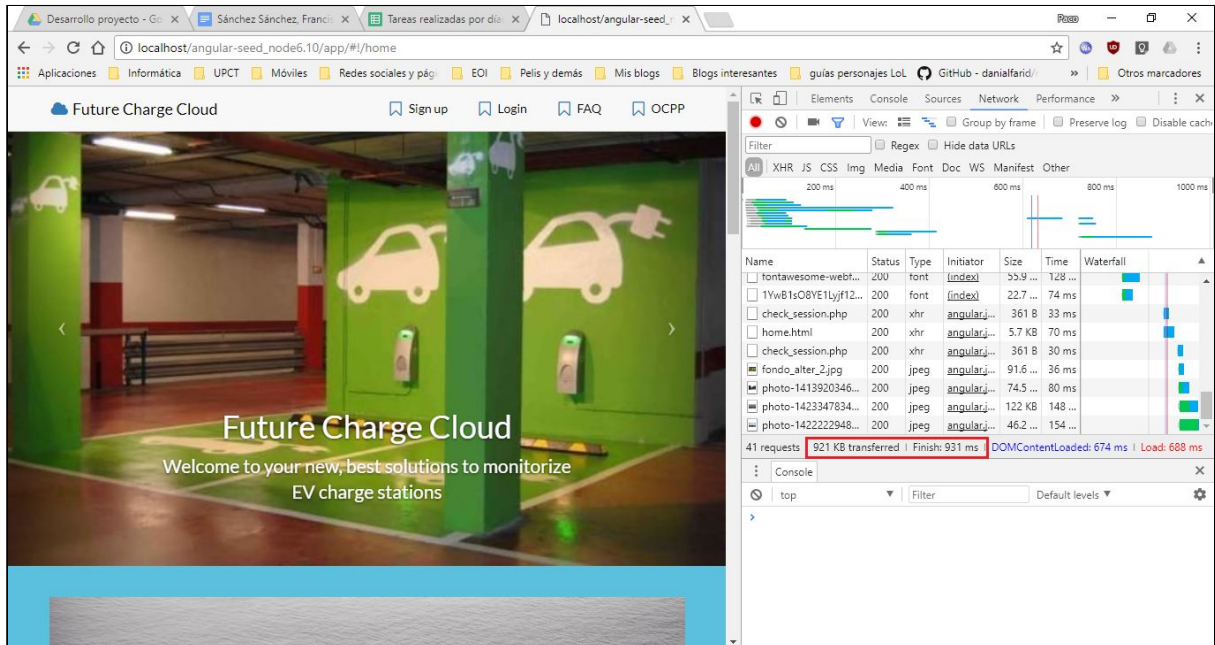 Desarrollo proyecto - Go Sánchez Sánchez, Francis Tareas realizadas por día localhost/angular-seed_n Paco
localhost/angular-seed_node6.10/app/#!/home
Aplicaciones Informática UPCT Móviles Redes sociales y pági EOI Pelis y demás Mis blogs Blogs interesantes guías personajes LoL GitHub - danialfarid/ » Otros marcadores
Future Charge Cloud Sign up Login FAQ OCPP
Future Charge Cloud
Welcome to your new, best solutions to monitorize
EV charge stations
Elements Console Sources Network Performance »
View: Group by frame Preserve log Disable cach
Filter Regex Hide data URLs
All XHR JS CSS Img Media Font Doc WS Manifest Other
200 ms 400 ms 600 ms 800 ms 1000 ms
Name Status Type Initiator Size Time Waterfall
fontawesome-webf... 200 font (index) 55.9 ... 128 ...
1YwB1sO8YE1Lyjf12... 200 font (index) 22.7 ... 74 ms
check_session.php 200 xhr angular.j... 361 B 33 ms
home.html 200 xhr angular.j... 5.7 KB 70 ms
check_session.php 200 xhr angular.j... 361 B 30 ms
fondo_alter_2.jpg 200 jpeg angular.j... 91.6 ... 36 ms
photo-1413920346... 200 jpeg angular.j... 74.5 ... 80 ms
photo-1423347834... 200 jpeg angular.j... 122 KB 148 ...
photo-1422222948... 200 jpeg angular.j... 46.2 ... 154 ...
41 requests | 921 KB transferred | Finish: 931 ms | DOMContentLoaded: 674 ms | Load: 688 ms
Console
top Filter Default levels